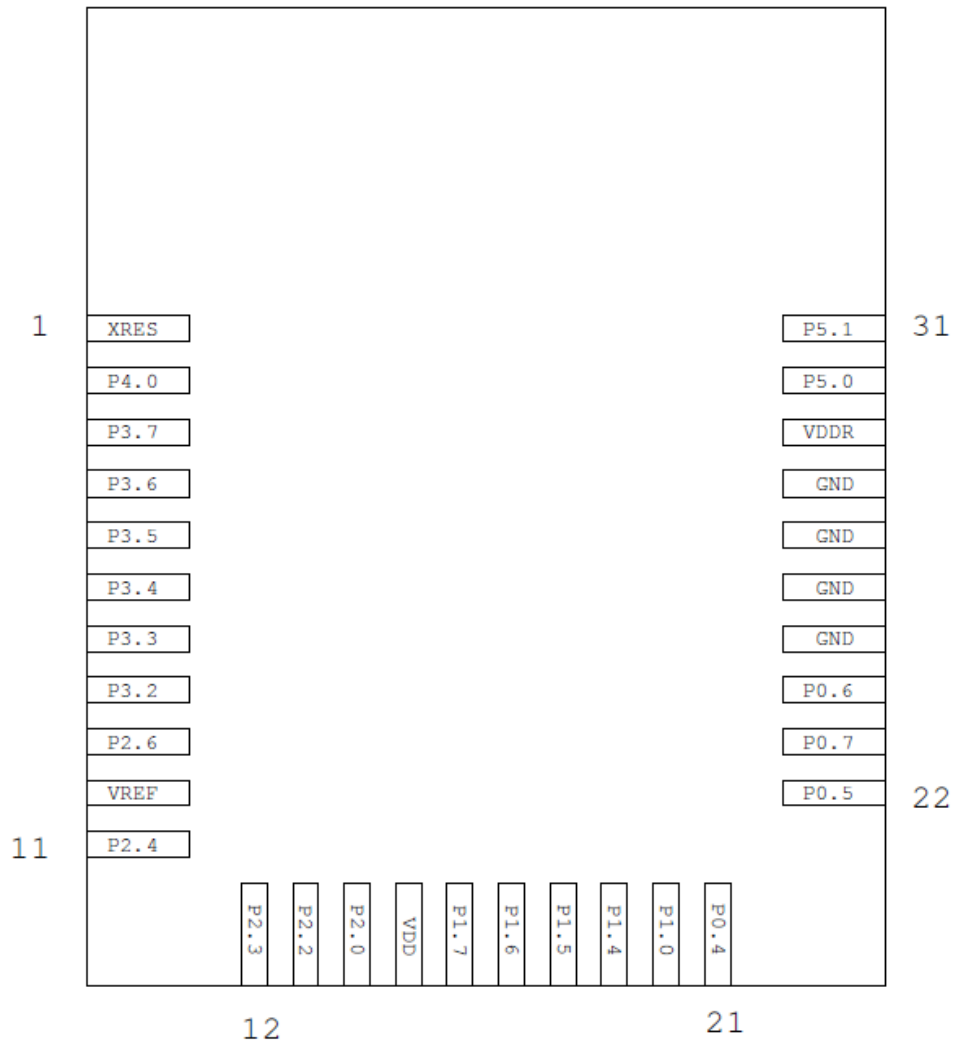 1 XRES P5.1 31
P4.0 P5.0
P3.7 VDDR
P3.6 GND
P3.5 GND
P3.4 GND
P3.3 GND
P3.2 P0.6
P2.6 P0.7
VREF P0.5 22
11 P2.4
P2.3 P2.2 P2.0 VDD P1.7 P1.6 P1.5 P1.4 P1.0 P0.4
12 21